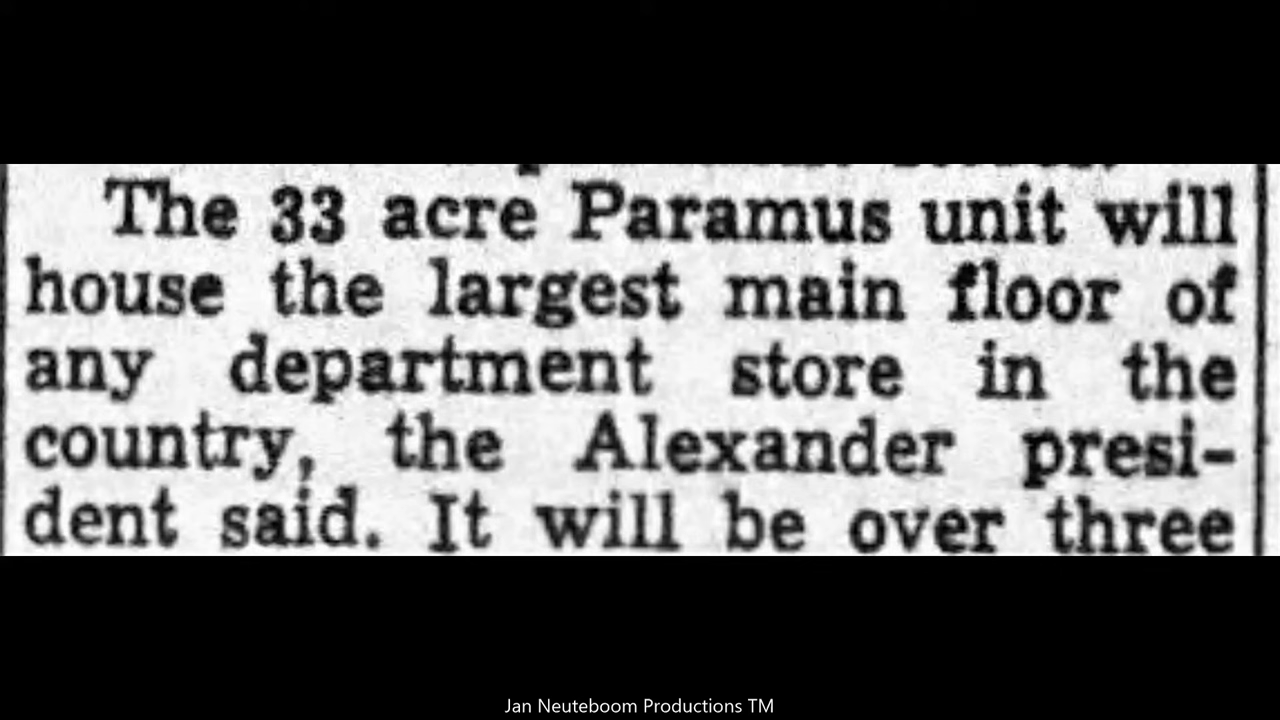 The 33 acre Paramus unit will
house the largest main floor of
any department store in the
country, the Alexander presi-
dent said. It will be over three
Jan Neuteboom Productions TM